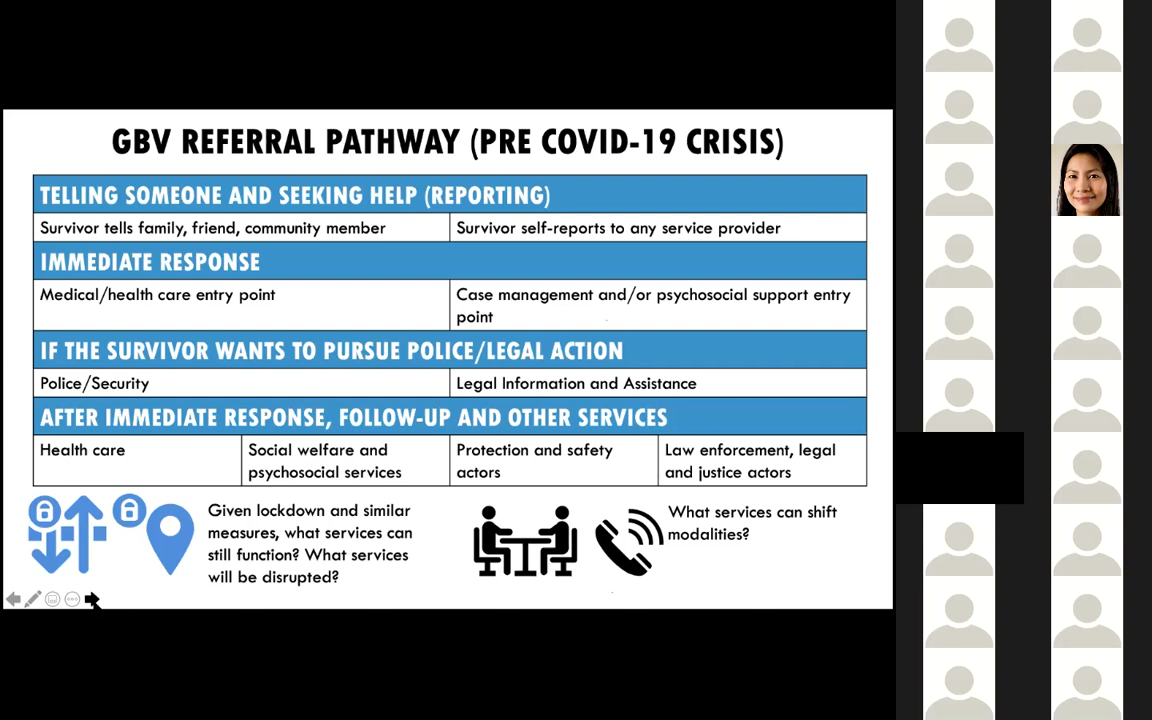 GBV REFERRAL PATHWAY (PRE COVID-19 CRISIS)
TELLING SOMEONE AND SEEKING HELP (REPORTING)
Survivor tells family, friend, community member
Survivor self-reports to any service provider
IMMEDIATE RESPONSE
Medical/health care entry point
Case management and/or psychosocial support entry
point
IF THE SURVIVOR WANTS TO PURSUE POLICE/LEGAL ACTION
Police/Security
Legal Information and Assistance
AFTER IMMEDIATE RESPONSE, FOLLOW-UP AND OTHER SERVICES
Health care
Social welfare and
psychosocial services
Protection and safety
actors
Law enforcement, legal
and justice actors
Given lockdown and similar
measures, what services can
still function? What services
will be disrupted?
What services can shift
modalities?